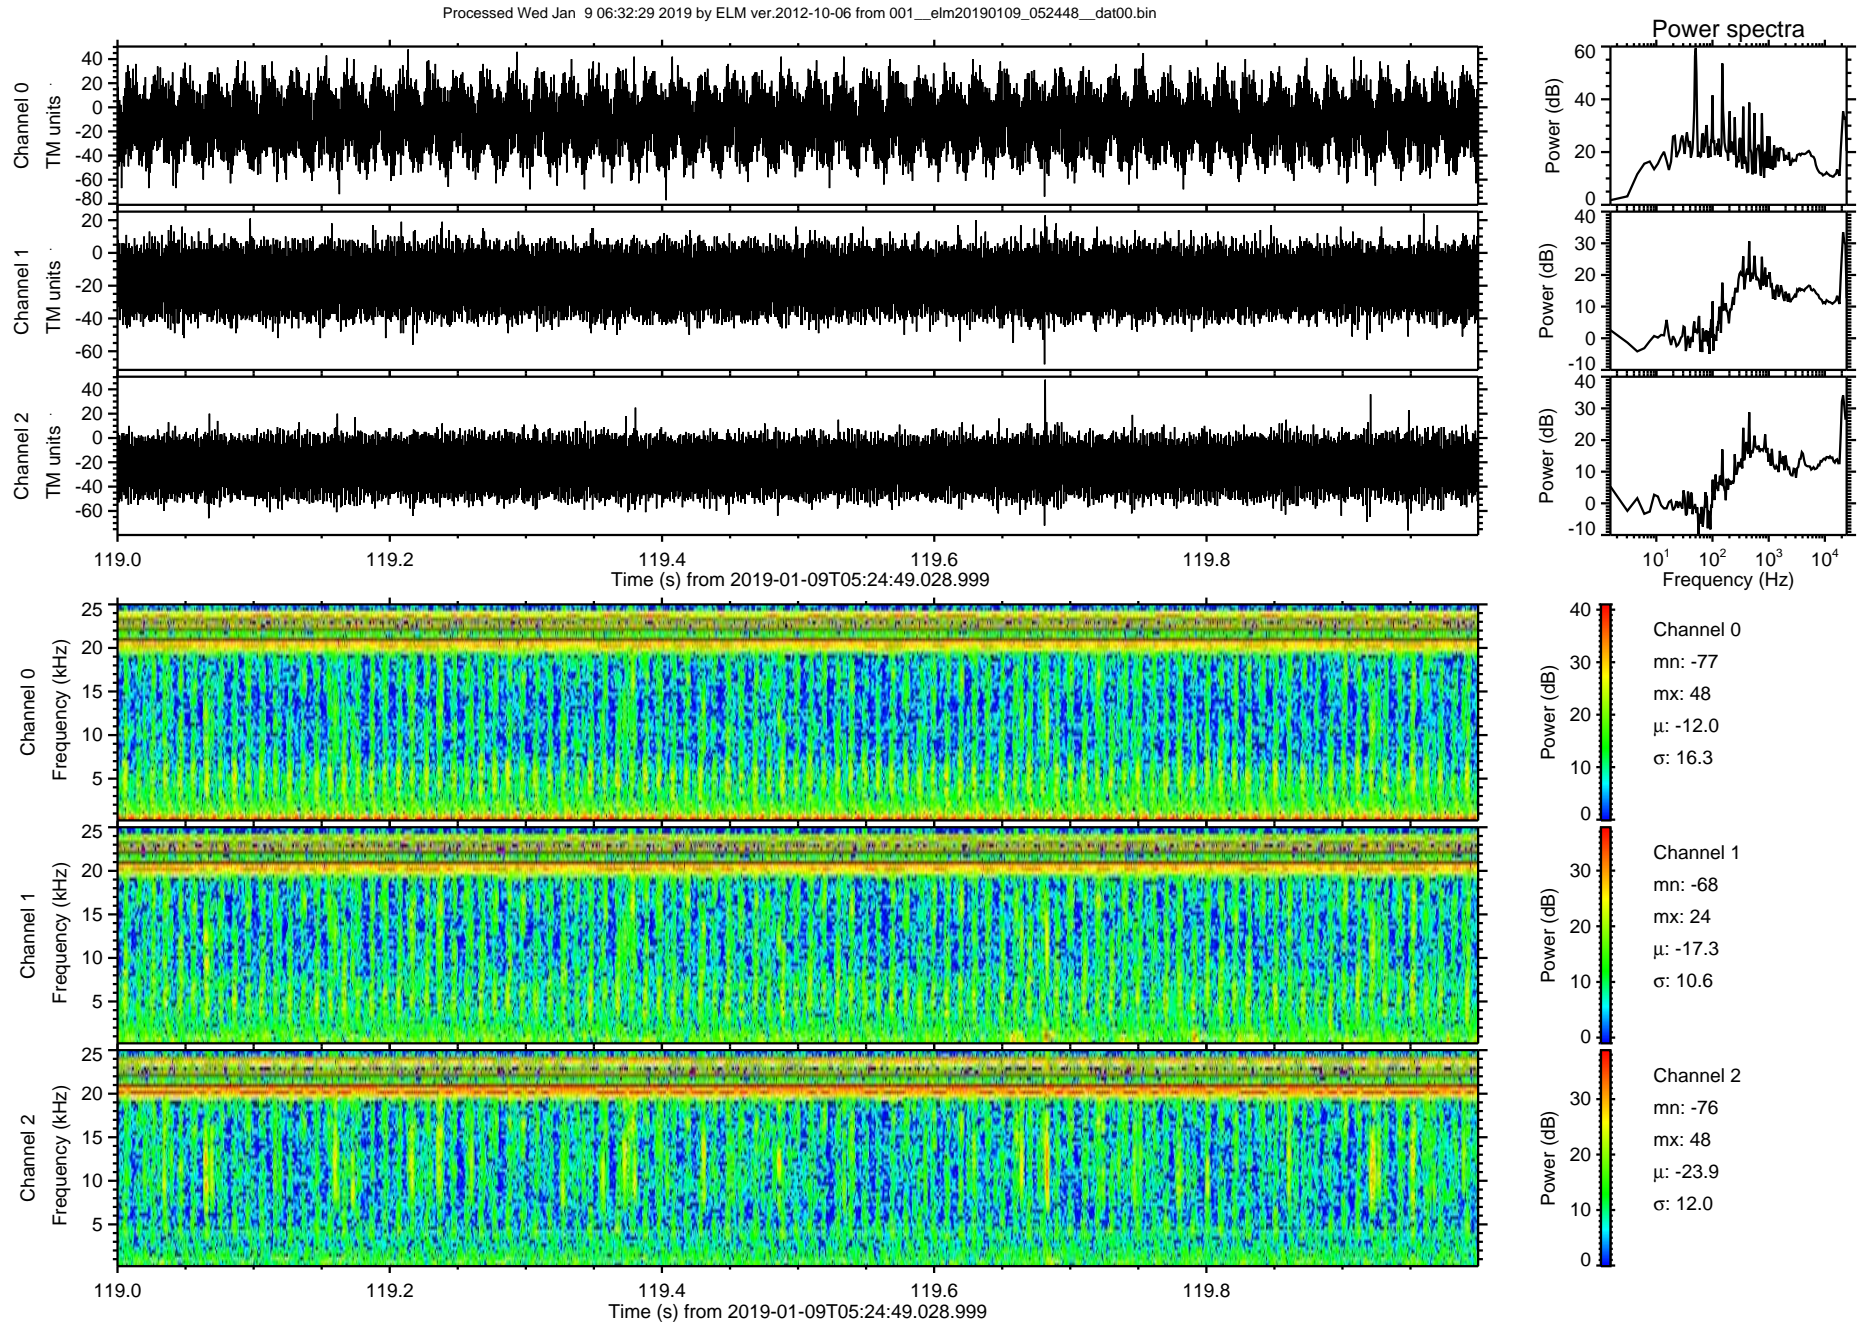 Processed Wed Jan  9 06:32:29 2019 by ELM ver.2012-10-06 from 001__elm20190109_052448__dat00.bin
Power spectra
Channel 0
TM units
40
20
0
-20
-40
-60
-80
Power (dB)
60
40
20
0
Channel 1
TM units
20
0
-20
-40
-60
Power (dB)
40
30
20
10
0
-10
Channel 2
TM units
40
20
0
-20
-40
-60
Power (dB)
40
30
20
10
0
-10
119.0 119.2 119.4 119.6 119.8
Time (s) from 2019-01-09T05:24:49.028.999
10¹ 10² 10³ 10⁴
Frequency (Hz)
Channel 0
Frequency (kHz)
25
20
15
10
5
Power (dB)
40
30
20
10
0
Channel 0
mn: -77
mx: 48
μ: -12.0
σ: 16.3
Channel 1
Frequency (kHz)
25
20
15
10
5
Power (dB)
30
20
10
0
Channel 1
mn: -68
mx: 24
μ: -17.3
σ: 10.6
Channel 2
Frequency (kHz)
25
20
15
10
5
Power (dB)
30
20
10
0
Channel 2
mn: -76
mx: 48
μ: -23.9
σ: 12.0
119.0 119.2 119.4 119.6 119.8
Time (s) from 2019-01-09T05:24:49.028.999